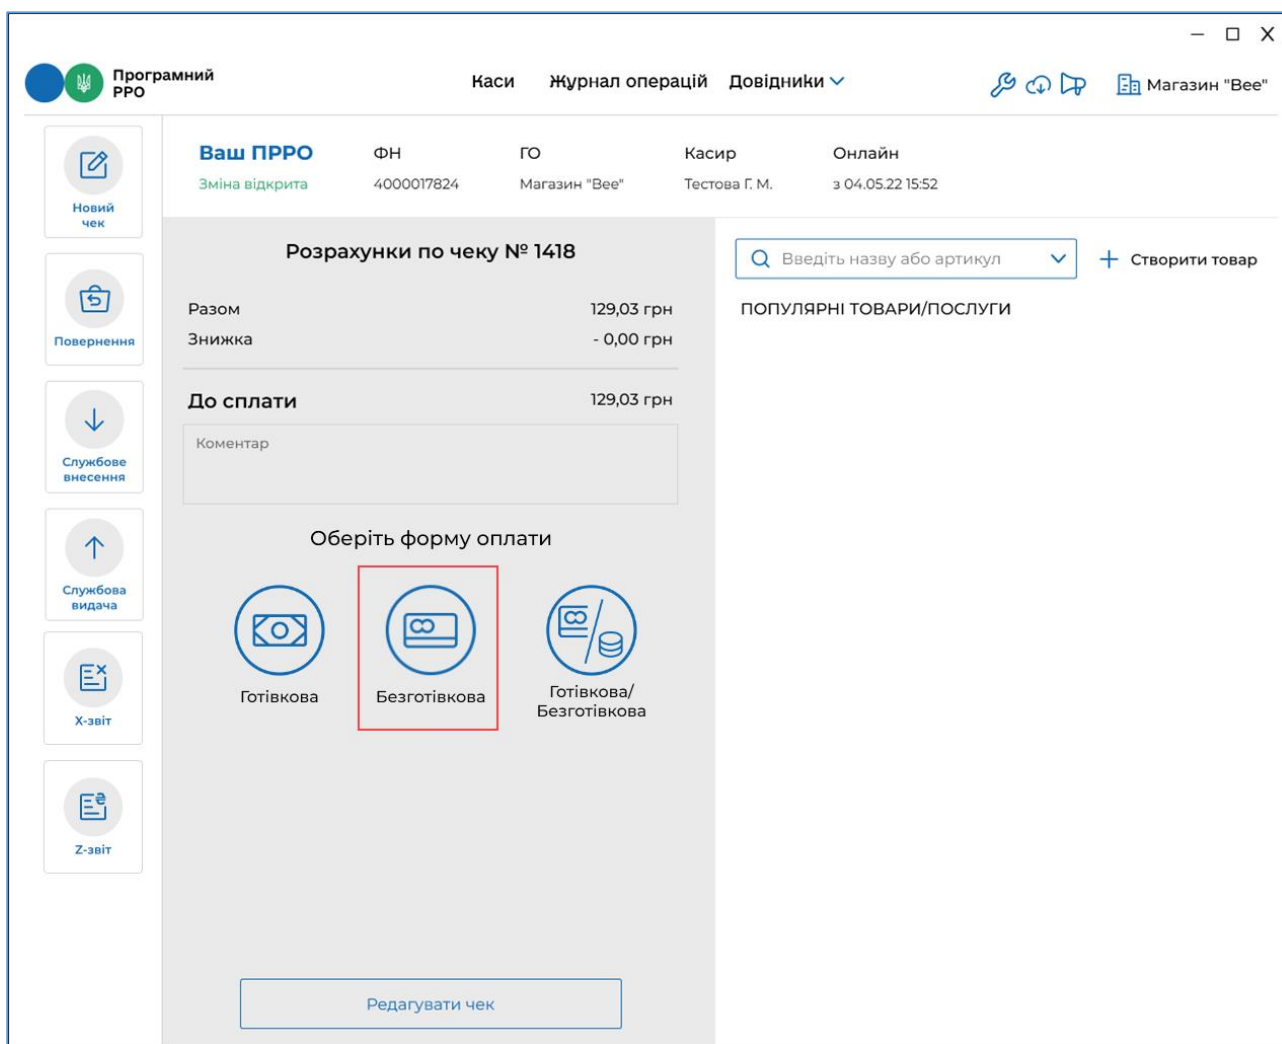 Програмний
РРО
Каси Журнал операцій Довідники
Магазин "Bee"
Новий
чек
Повернення
Службове
внесення
Службова
видача
Х-звіт
Z-звіт
Ваш ПРРО ФН ГО Касир Онлайн
Зміна відкрита 4000017824 Магазин "Bee" Тестова Г. М. з 04.05.22 15:52
Розрахунки по чеку № 1418
Разом 129,03 грн
Знижка - 0,00 грн
До сплати 129,03 грн
Коментар
Оберіть форму оплати
Готівкова
Безготівкова
Готівкова/
Безготівкова
Редагувати чек
Введіть назву або артикул
Створити товар
ПОПУЛЯРНІ ТОВАРИ/ПОСЛУГИ